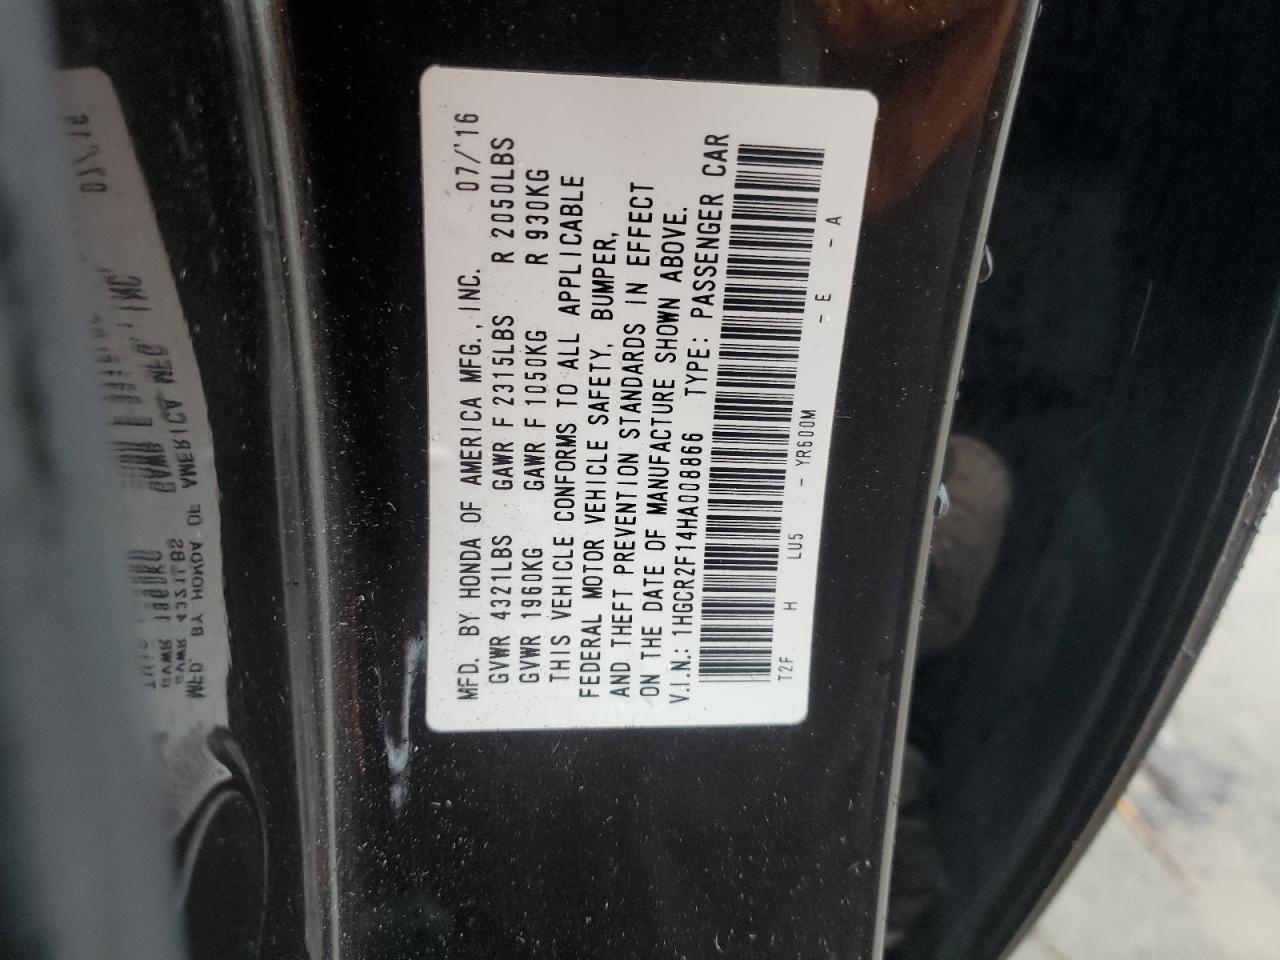 MFD. BY HONDA OF AMERICA MFG., INC. 07/'16
GVWR 4321LBS GAWR F 2315LBS R 2050LBS
GVWR 1960KG GAWR F 1050KG R 930KG
THIS VEHICLE CONFORMS TO ALL APPLICABLE
FEDERAL MOTOR VEHICLE SAFETY, BUMPER,
AND THEFT PREVENTION STANDARDS IN EFFECT
ON THE DATE OF MANUFACTURE SHOWN ABOVE.
V.I.N.: 1HGCR2F14HA008866 TYPE: PASSENGER CAR
T2F H LU5 - YR600M - E - A